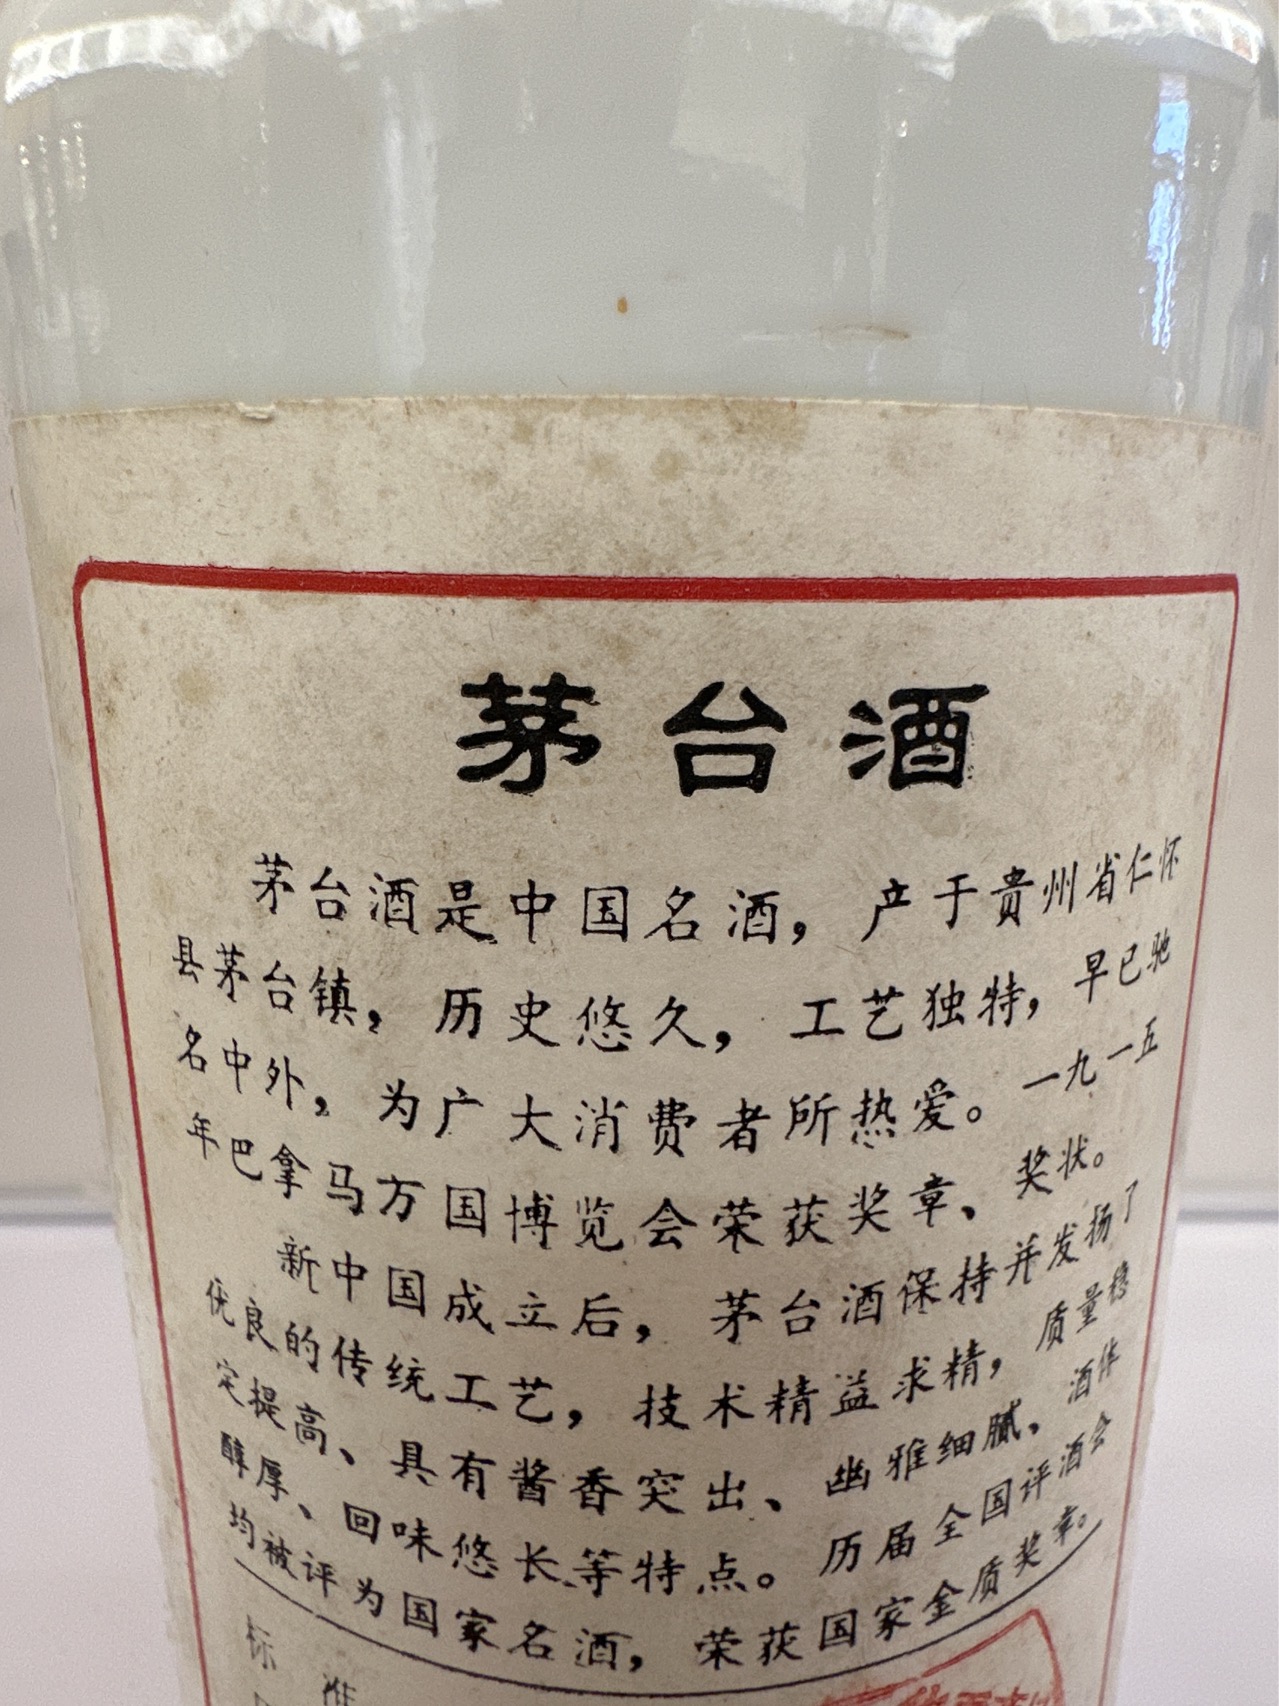 茅台酒
茅台酒是中国名酒，产于贵州省仁怀
县茅台镇，历史悠久，工艺独特，早已驰
名中外，为广大消费者所热爱。一九一五
年巴拿马万国博览会荣获奖章、奖状。
新中国成立后，茅台酒保持并发扬了
优良的传统工艺，技术精益求精，质量稳
定提高、具有酱香突出、幽雅细腻、酒体
醇厚、回味悠长等特点。历届全国评酒会
均被评为国家名酒，荣获国家金质奖章。
标准